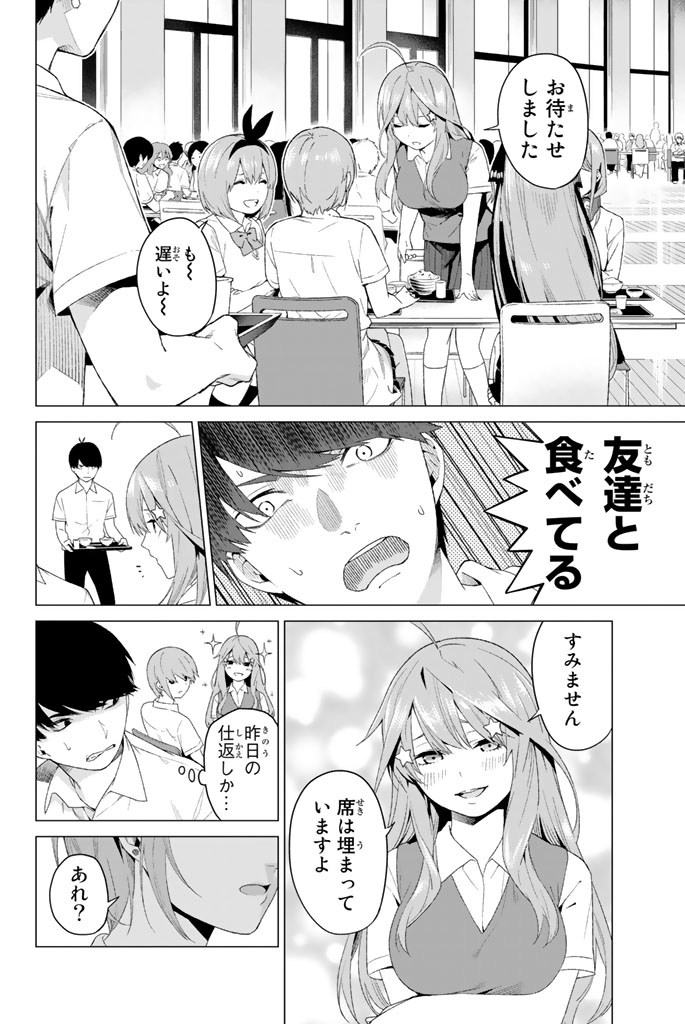 お待たせ
しました
も〜
遅いよ〜
友達と
食べてる
すみません
席は埋まって
いますよ
昨日の
仕返しか…
あれ?